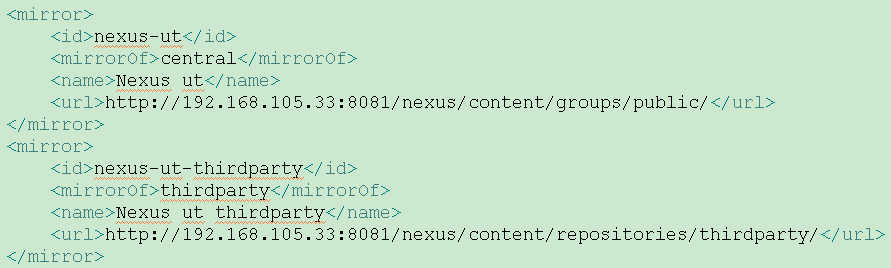 <mirror>
    <id>nexus-ut</id>
    <mirrorOf>central</mirrorOf>
    <name>Nexus ut</name>
    <url>http://192.168.105.33:8081/nexus/content/groups/public/</url>
</mirror>
<mirror>
    <id>nexus-ut-thirdparty</id>
    <mirrorOf>thirdparty</mirrorOf>
    <name>Nexus ut thirdparty</name>
    <url>http://192.168.105.33:8081/nexus/content/repositories/thirdparty/</url>
</mirror>